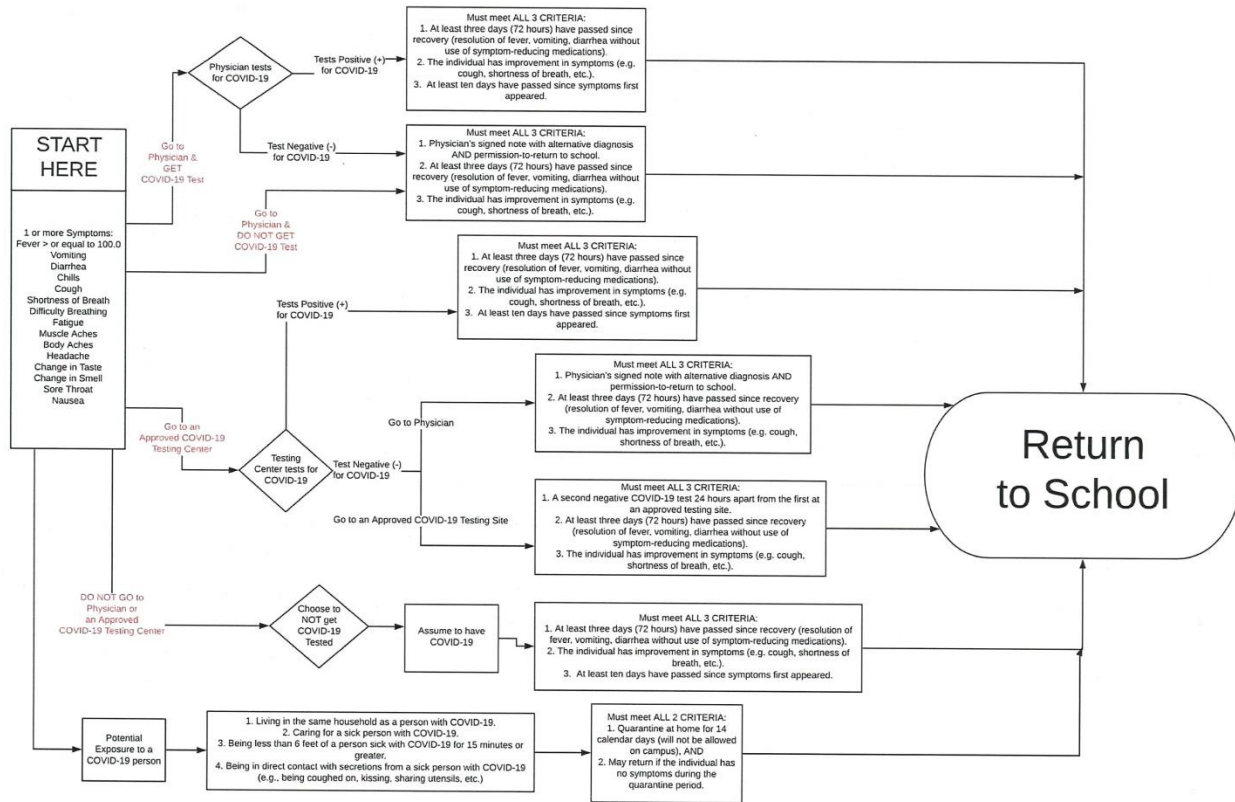 START
HERE
1 or more Symptoms:
Fever > or equal to 100.0
Vomiting
Diarrhea
Chills
Cough
Shortness of Breath
Difficulty Breathing
Fatigue
Muscle Aches
Body Aches
Headache
Change in Taste
Change in Smell
Sore Throat
Nausea
Go to
Physician &
GET
COVID-19 Test
Physician tests
for COVID-19
Tests Positive (+)
for COVID-19
Must meet ALL 3 CRITERIA:
1. At least three days (72 hours) have passed since
recovery (resolution of fever, vomiting, diarrhea without
use of symptom-reducing medications).
2. The individual has improvement in symptoms (e.g.
cough, shortness of breath, etc.).
3. At least ten days have passed since symptoms first
appeared.
Test Negative (-)
for COVID-19
Must meet ALL 3 CRITERIA:
1. Physician's signed note with alternative diagnosis
AND permission-to-return to school.
2. At least three days (72 hours) have passed since
recovery (resolution of fever, vomiting, diarrhea without
use of symptom-reducing medications).
3. The individual has improvement in symptoms (e.g.
cough, shortness of breath, etc.).
Go to
Physician &
DO NOT GET
COVID-19 Test
Tests Positive (+)
for COVID-19
Must meet ALL 3 CRITERIA:
1. At least three days (72 hours) have passed since
recovery (resolution of fever, vomiting, diarrhea without
use of symptom-reducing medications).
2. The individual has improvement in symptoms (e.g.
cough, shortness of breath, etc.).
3. At least ten days have passed since symptoms first
appeared.
Go to an
Approved COVID-19
Testing Center
Testing
Center tests for
COVID-19
Test Negative (-)
for COVID-19
Go to Physician
Must meet ALL 3 CRITERIA:
1. Physician's signed note with alternative diagnosis AND
permission-to-return to school.
2. At least three days (72 hours) have passed since recovery
(resolution of fever, vomiting, diarrhea without use of
symptom-reducing medications).
3. The individual has improvement in symptoms (e.g. cough,
shortness of breath, etc.).
Go to an Approved COVID-19 Testing Site
Must meet ALL 3 CRITERIA:
1. A second negative COVID-19 test 24 hours apart from the first at
an approved testing site.
2. At least three days (72 hours) have passed since recovery
(resolution of fever, vomiting, diarrhea without use of
symptom-reducing medications).
3. The individual has improvement in symptoms (e.g. cough,
shortness of breath, etc.).
Return
to School
DO NOT GO to
Physician or
an Approved
COVID-19 Testing Center
Choose to
NOT get
COVID-19
Tested
Assume to have
COVID-19
Must meet ALL 3 CRITERIA:
1. At least three days (72 hours) have passed since recovery (resolution of
fever, vomiting, diarrhea without use of symptom-reducing medications).
2. The individual has improvement in symptoms (e.g. cough, shortness of
breath, etc.).
3. At least ten days have passed since symptoms first appeared.
Potential
Exposure to a
COVID-19 person
1. Living in the same household as a person with COVID-19.
2. Caring for a sick person with COVID-19.
3. Being less than 6 feet of a person sick with COVID-19 for 15 minutes or
greater.
4. Being in direct contact with secretions from a sick person with COVID-19
(e.g., being coughed on, kissing, sharing utensils, etc.)
Must meet ALL 2 CRITERIA:
1. Quarantine at home for 14
calendar days (will not be allowed
on campus), AND
2. May return if the individual has
no symptoms during the
quarantine period.